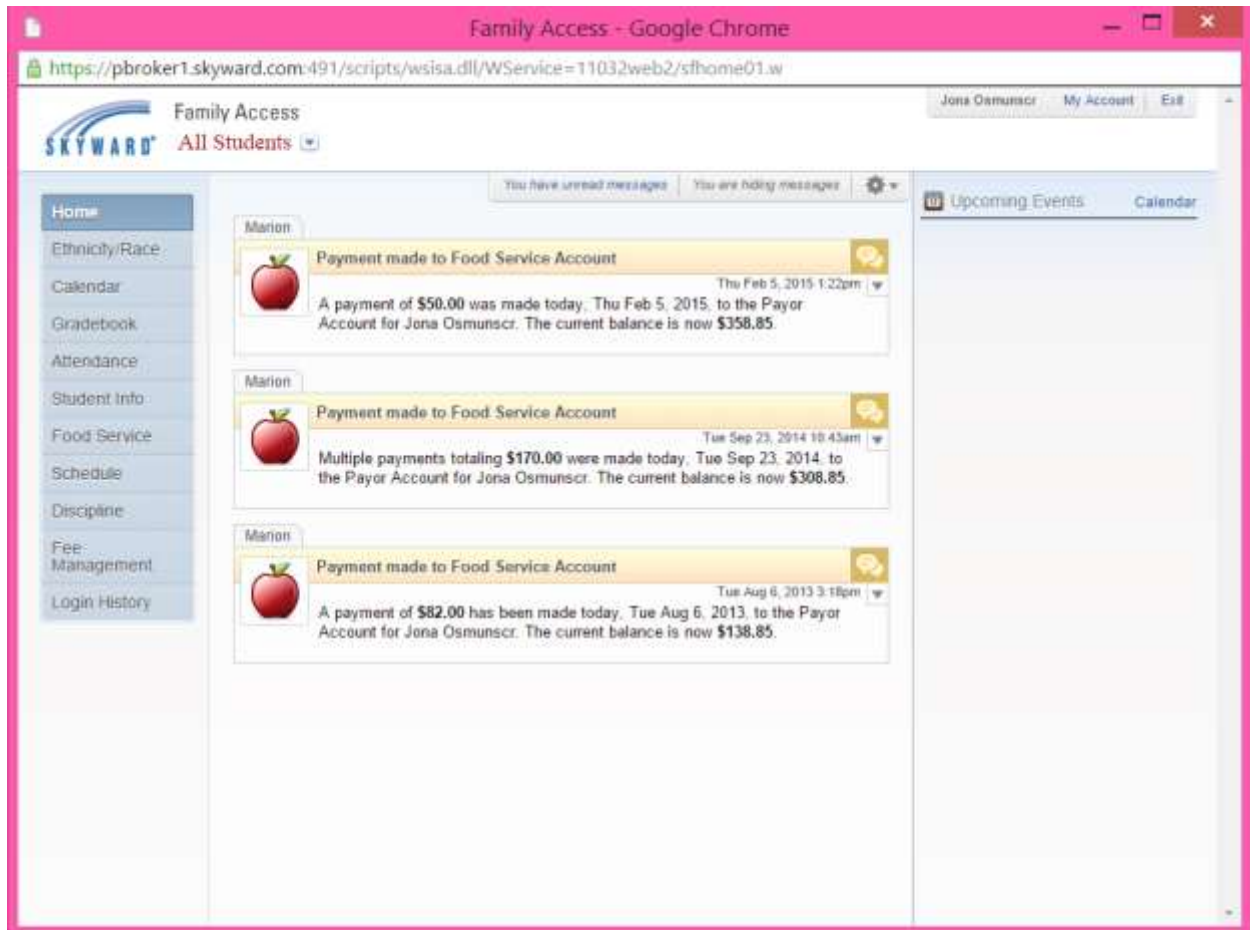 Family Access - Google Chrome
https://pbroker1.skyward.com:491/scripts/wsisa.dll/WService=11032web2/sfhome01.w
SKYWARD
Family Access
All Students
Jona Osmunscr My Account Exit
You have unread messages You are hiding messages
Upcoming Events Calendar
Home
Ethnicity/Race
Calendar
Gradebook
Attendance
Student Info
Food Service
Schedule
Discipline
Fee
Management
Login History
Marion
Payment made to Food Service Account
Thu Feb 5, 2015 1:22pm
A payment of $50.00 was made today, Thu Feb 5, 2015, to the Payor
Account for Jona Osmunscr. The current balance is now $358.85.
Marion
Payment made to Food Service Account
Tue Sep 23, 2014 10:43am
Multiple payments totaling $170.00 were made today, Tue Sep 23, 2014, to
the Payor Account for Jona Osmunscr. The current balance is now $308.85.
Marion
Payment made to Food Service Account
Tue Aug 6, 2013 3:18pm
A payment of $82.00 has been made today, Tue Aug 6, 2013, to the Payor
Account for Jona Osmunscr. The current balance is now $138.85.